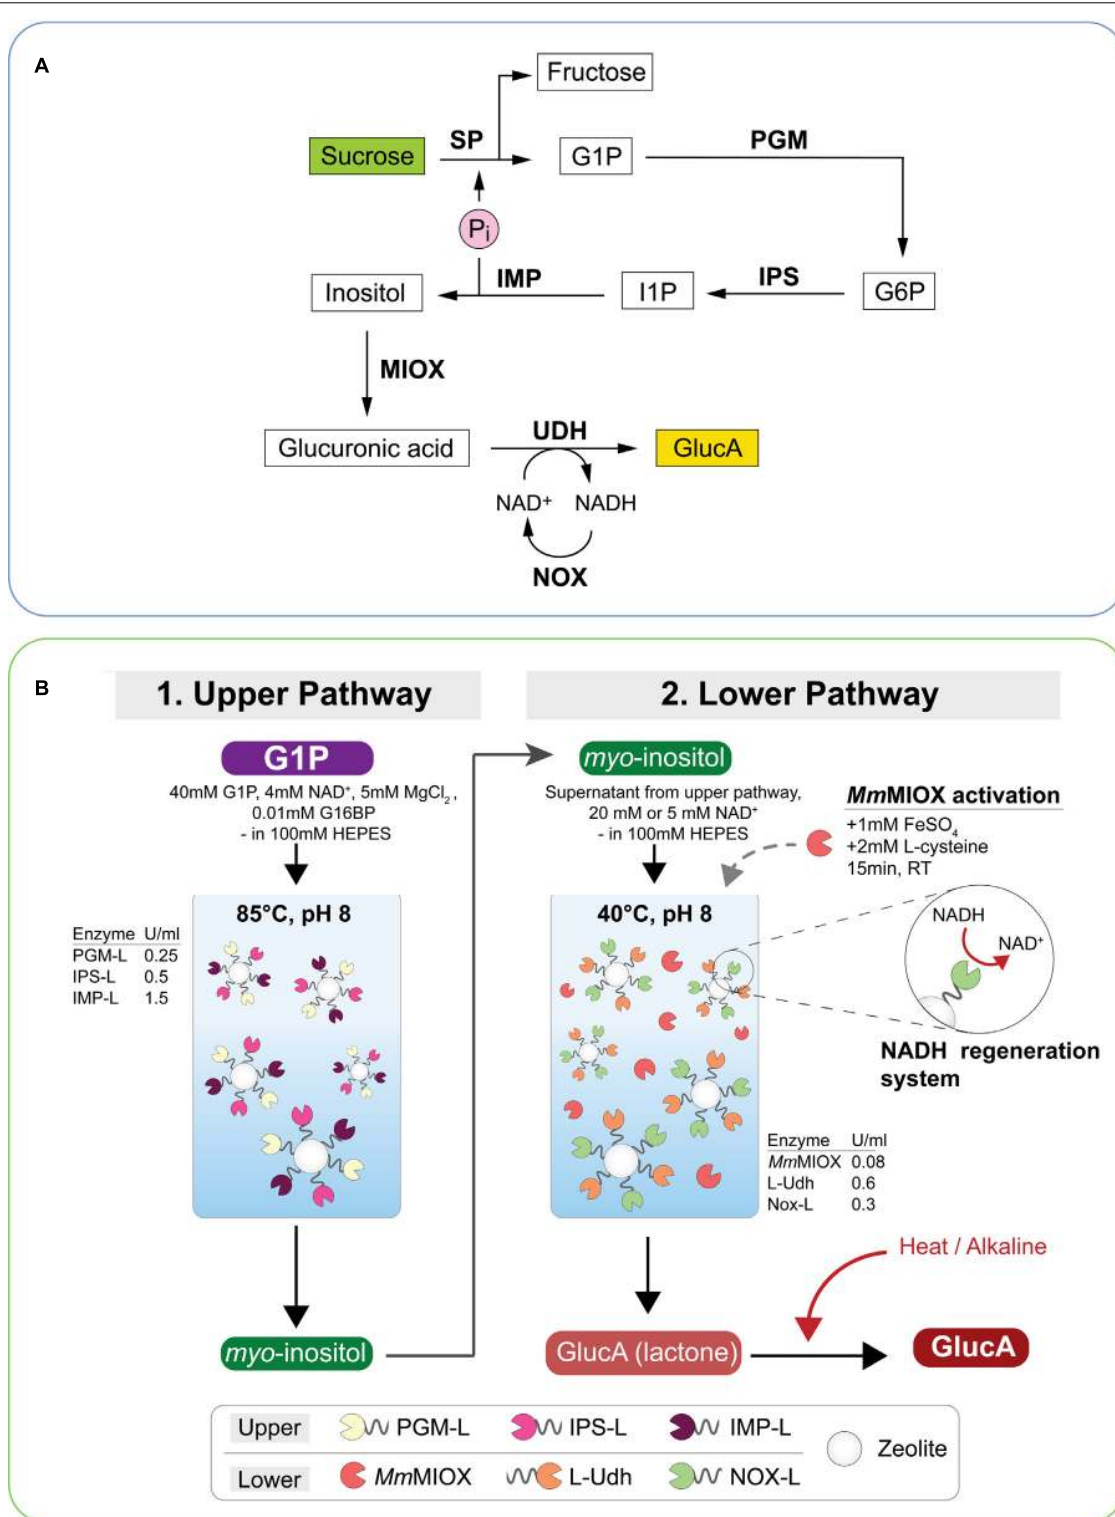 A
Fructose
SP
PGM
Sucrose
G1P
Pi
IMP
IPS
Inositol
I1P
G6P
MIOX
UDH
Glucuronic acid
GlucA
NAD+ NADH
NOX
B
1. Upper Pathway
2. Lower Pathway
G1P
40mM G1P, 4mM NAD+, 5mM MgCl2,
0.01mM G16BP
- in 100mM HEPES
myo-inositol
Supernatant from upper pathway,
20 mM or 5 mM NAD+
- in 100mM HEPES
MmMIOX activation
+1mM FeSO4
+2mM L-cysteine
15min, RT
85°C, pH 8
Enzyme U/ml
PGM-L 0.25
IPS-L 0.5
IMP-L 1.5
40°C, pH 8
NADH
NAD+
NADH regeneration
system
Enzyme U/ml
MmMIOX 0.08
L-Udh 0.6
Nox-L 0.3
Heat / Alkaline
myo-inositol
GlucA (lactone)
GlucA
Upper PGM-L IPS-L IMP-L
Zeolite
Lower MmMIOX L-Udh NOX-L